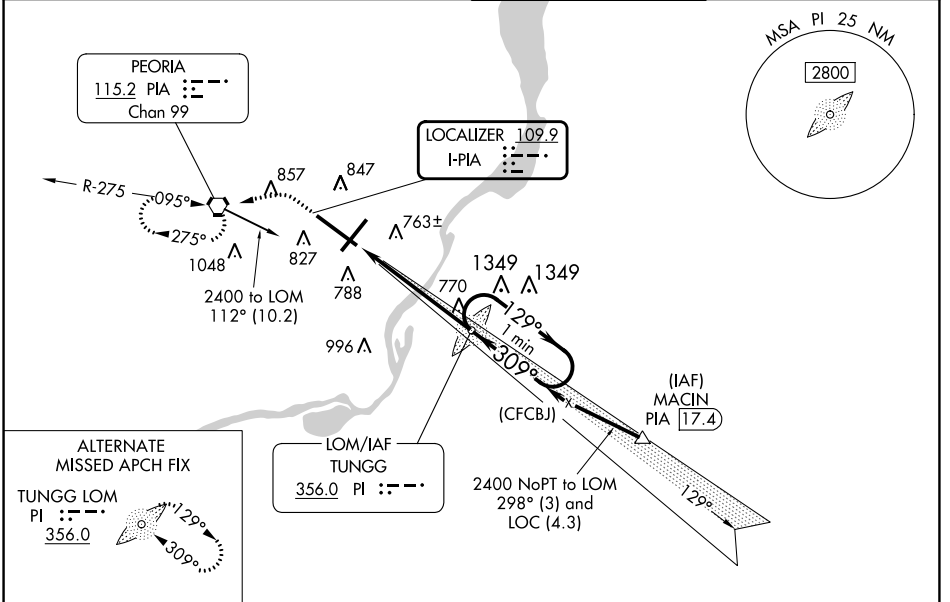 MSA PI 25 NM
2800
PEORIA
115.2 PIA
Chan 99
LOCALIZER 109.9
I-PIA
R-275
095°
275°
857
847
763±
1048
827
788
2400 to LOM
112° (10.2)
996
770
1349
1349
129°
1 min
309°
(CFCBJ)
x
(IAF)
MACIN
PIA 17.4
LOM/IAF
TUNGG
356.0 PI
2400 NoPT to LOM
298° (3) and
LOC (4.3)
129°
ALTERNATE
MISSED APCH FIX
TUNGG LOM
PI
356.0
129°
309°